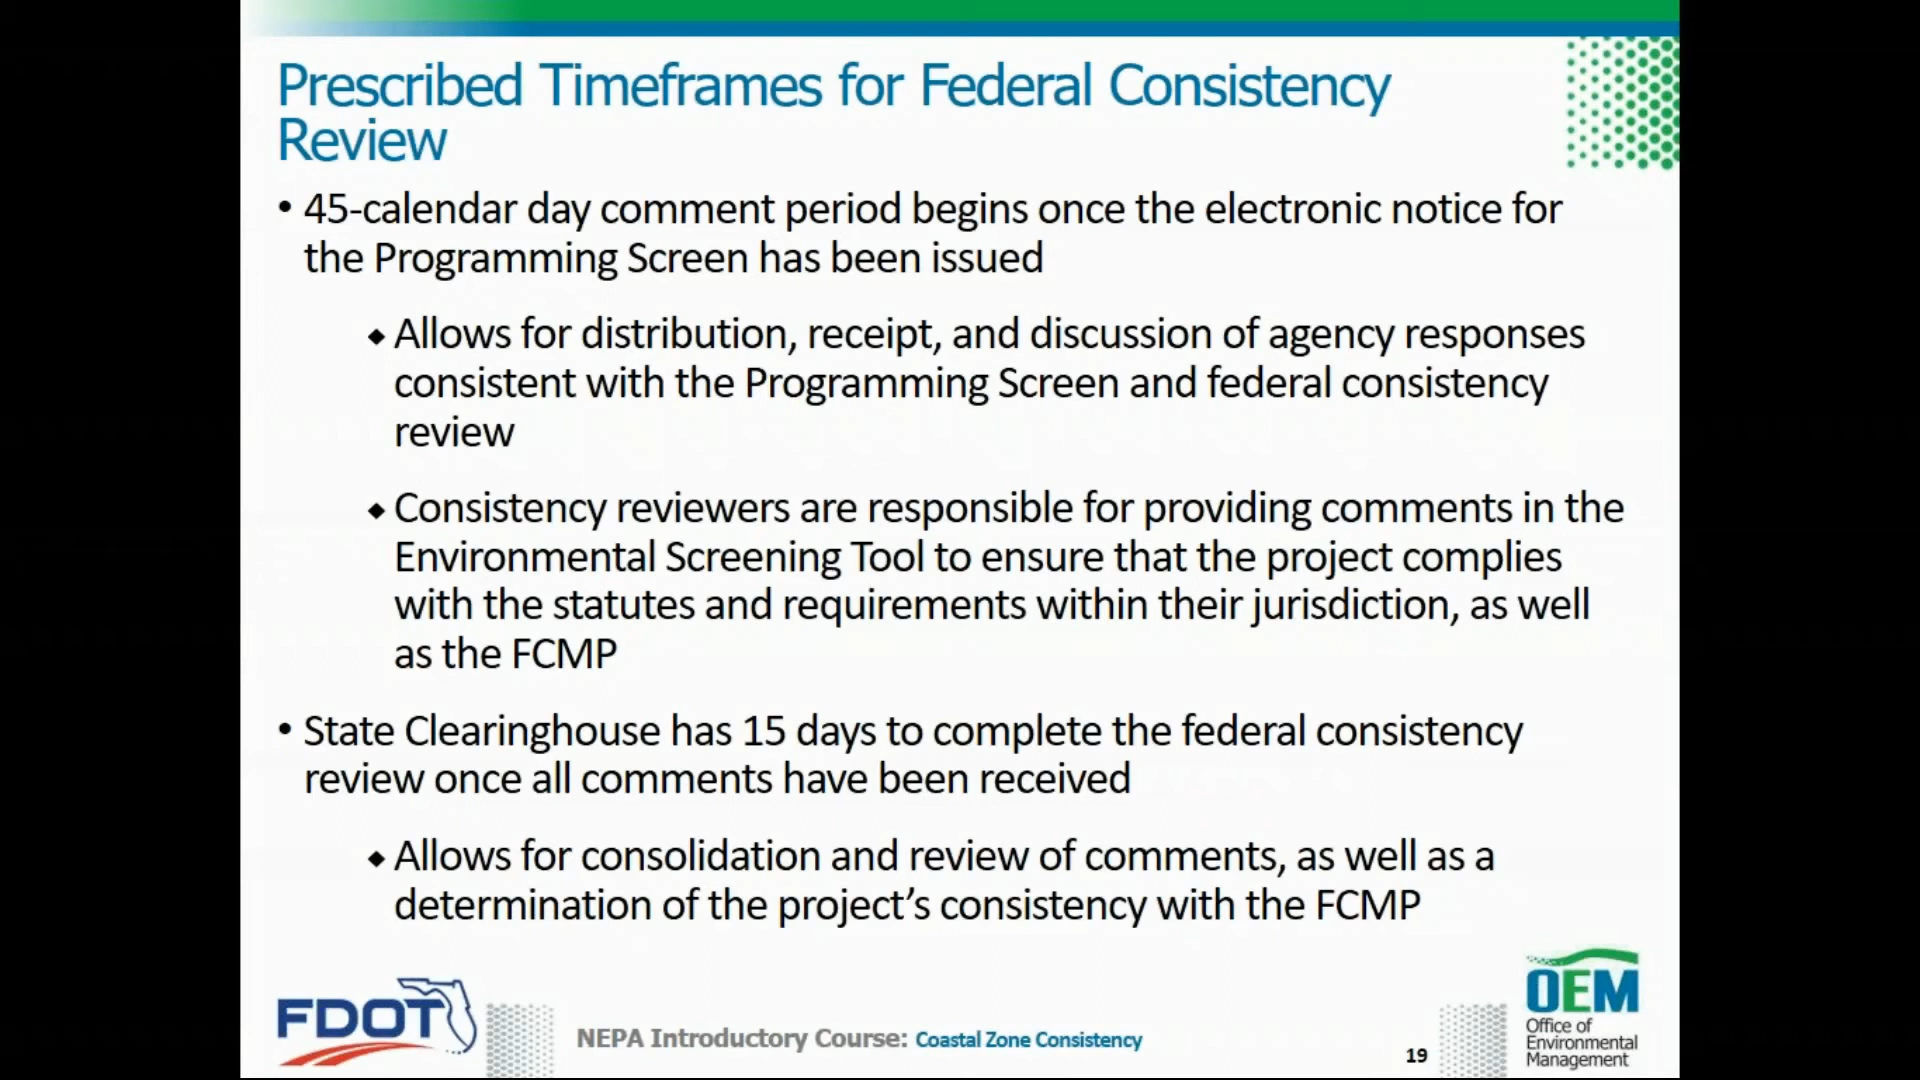 Prescribed Timeframes for Federal Consistency
Review
• 45-calendar day comment period begins once the electronic notice for
the Programming Screen has been issued
◆ Allows for distribution, receipt, and discussion of agency responses
consistent with the Programming Screen and federal consistency
review
◆ Consistency reviewers are responsible for providing comments in the
Environmental Screening Tool to ensure that the project complies
with the statutes and requirements within their jurisdiction, as well
as the FCMP
• State Clearinghouse has 15 days to complete the federal consistency
review once all comments have been received
◆ Allows for consolidation and review of comments, as well as a
determination of the project’s consistency with the FCMP
FDOT
NEPA Introductory Course: Coastal Zone Consistency
19
OEM
Office of
Environmental
Management